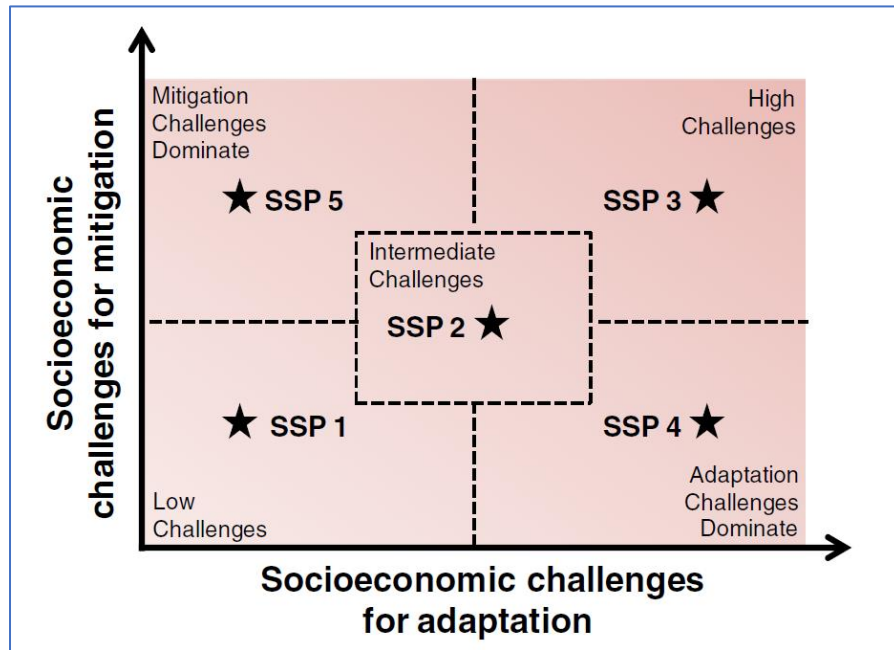 Socioeconomic
challenges for mitigation
Mitigation
Challenges
Dominate
High
Challenges
SSP 5
SSP 3
Intermediate
Challenges
SSP 2
SSP 1
SSP 4
Low
Challenges
Adaptation
Challenges
Dominate
Socioeconomic challenges
for adaptation